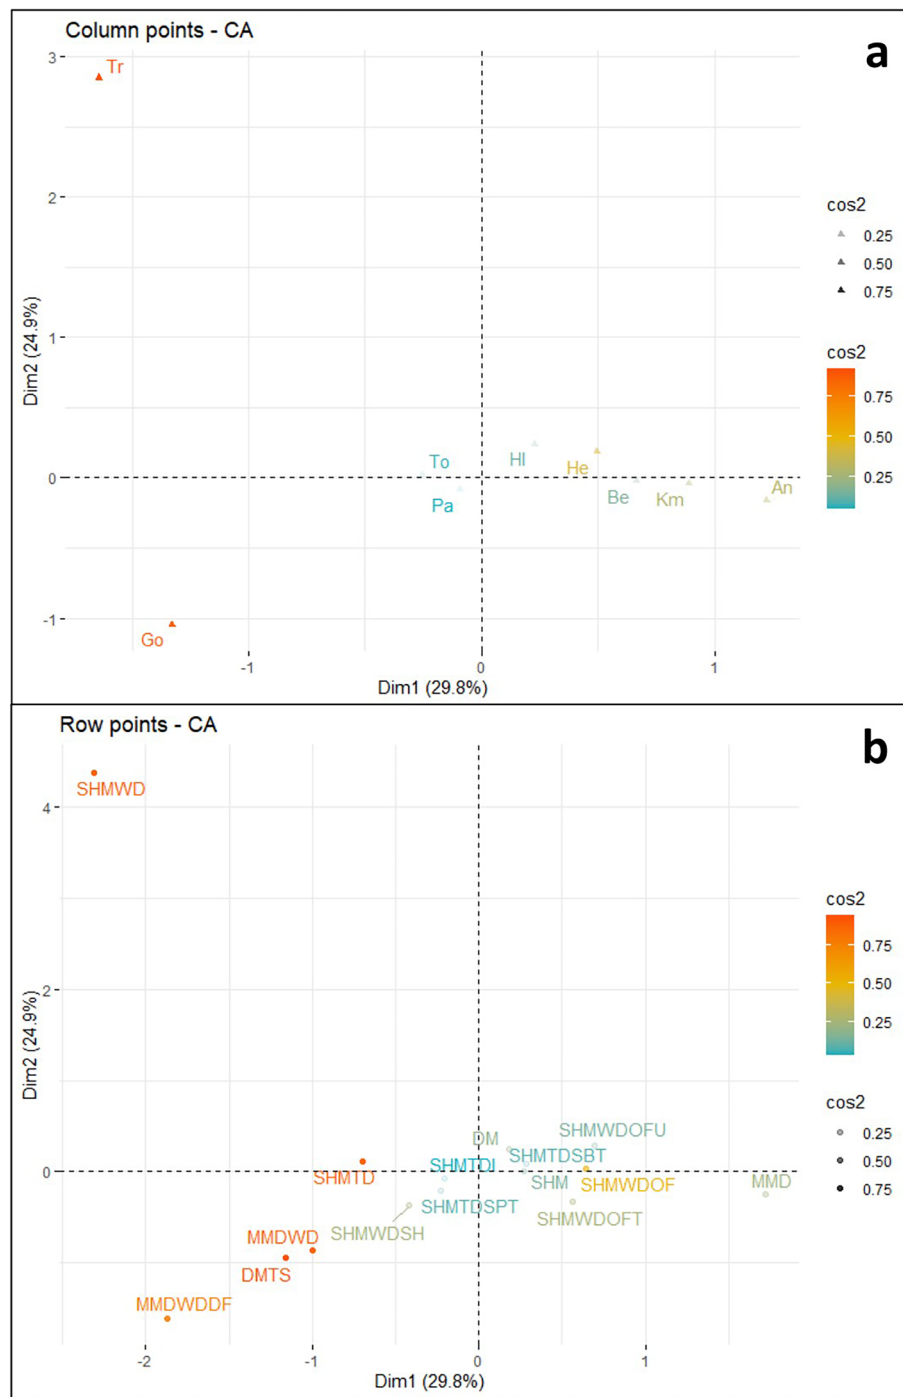 Column points - CA
a
Tr
3
2
1
0
-1
Dim2 (24.9%)
To
Pa
Hl
He
Be
Km
An
Go
-1
0
1
Dim1 (29.8%)
cos2
0.25
0.50
0.75
cos2
0.75
0.50
0.25
Row points - CA
b
SHMWD
4
2
0
Dim2 (24.9%)
DM
SHMWDOFU
SHMTDI
SHMTDSBT
SHMTD
SHM
SHMWDOF
MMD
SHMTDSPT
SHMWDOFT
SHMWDSH
MMDWD
DMTS
MMDWDDF
-2
-1
0
1
Dim1 (29.8%)
cos2
0.75
0.50
0.25
cos2
0.25
0.50
0.75